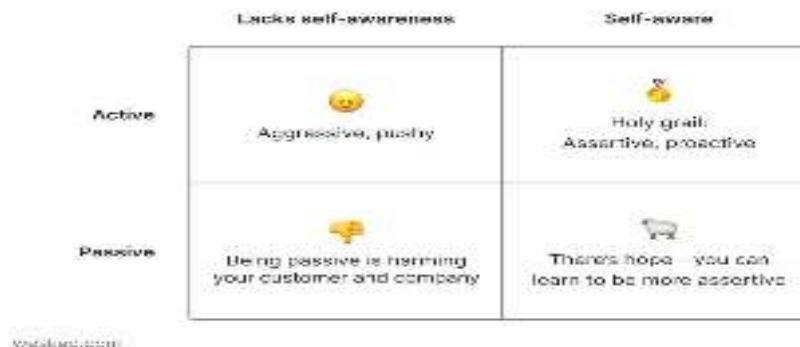 Lacks self-awareness Self-aware
Active
Aggressive, pushy
Holy grail:
Assertive, proactive
Passive
Being passive is harming
your customer and company
There's hope you can
learn to be more assertive